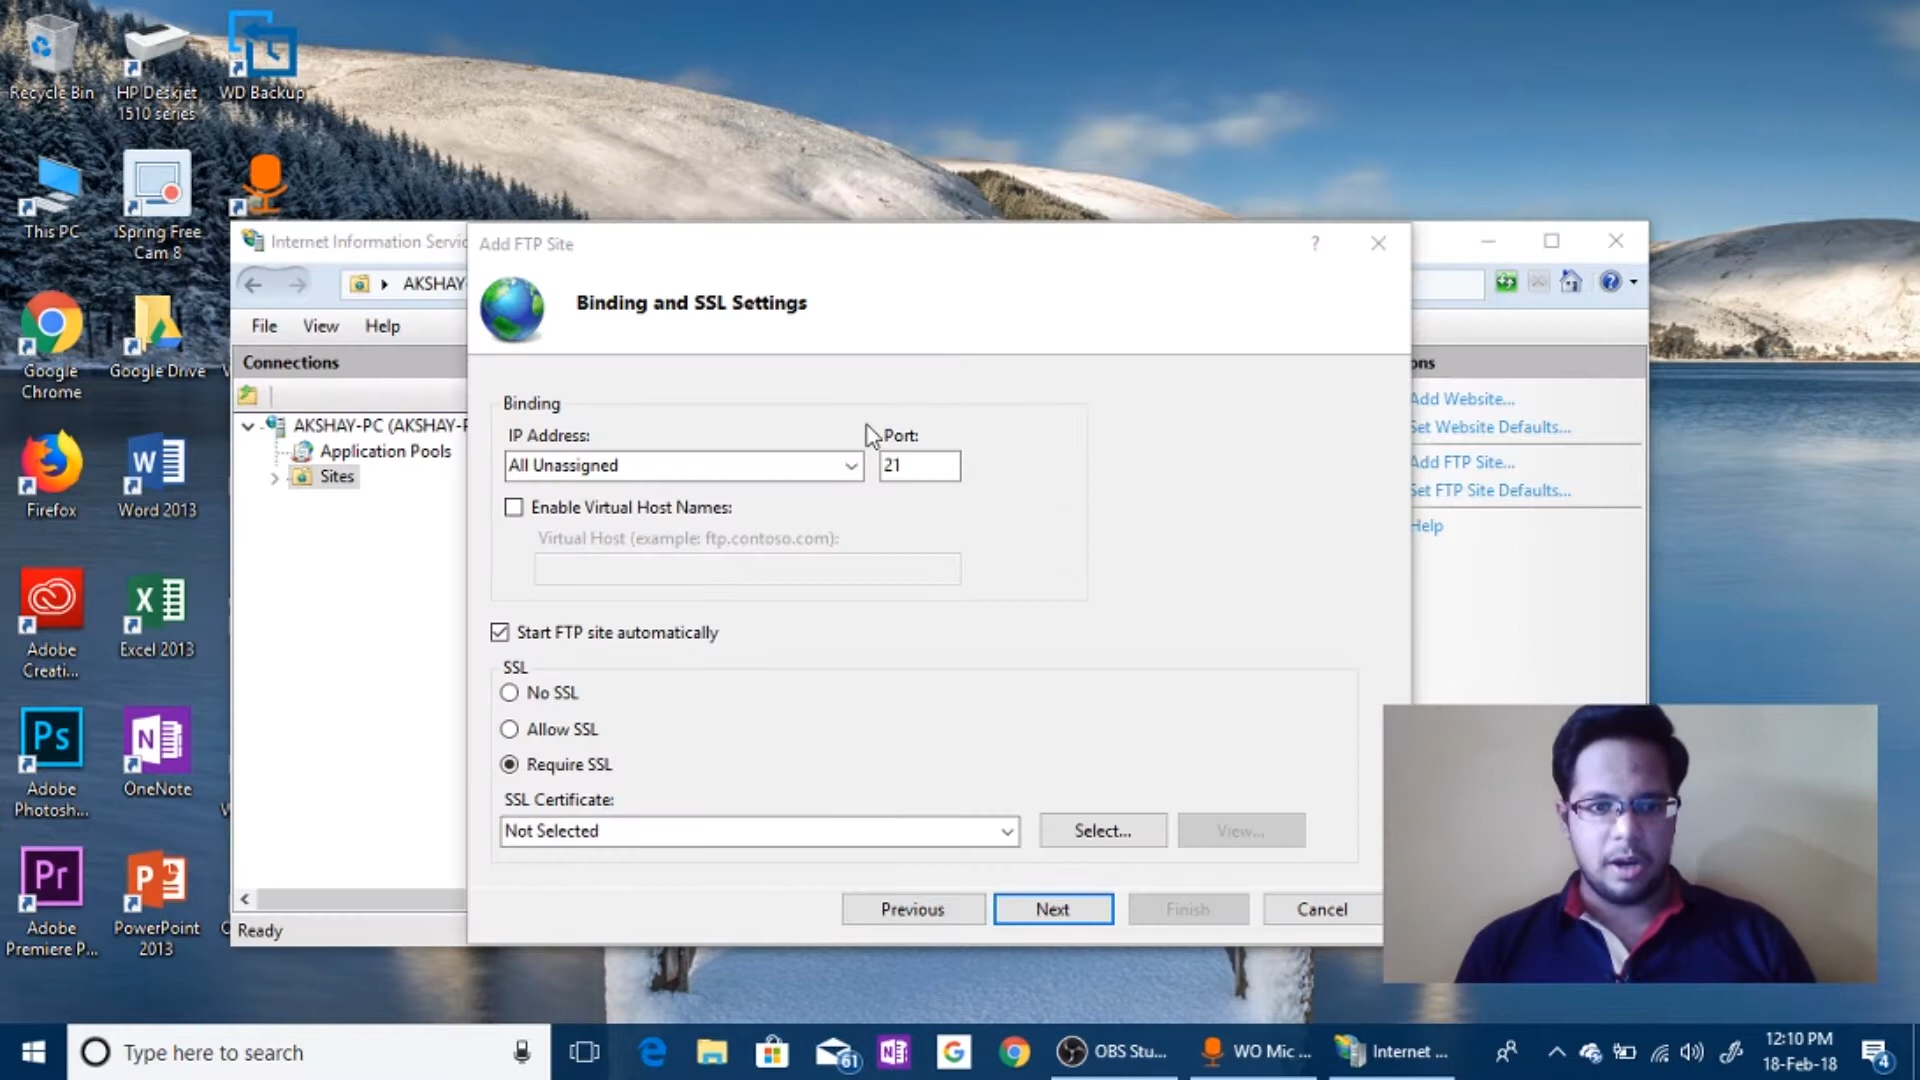 Recycle Bin
HP Deskjet
1510 series
WD Backup
This PC
iSpring Free
Cam 8
Google
Chrome
Google Drive
Firefox
Word 2013
Adobe
Creati...
Excel 2013
Adobe
Photosh...
OneNote
Adobe
Premiere P...
PowerPoint
2013
Internet Information Servic
AKSHAY-
File View Help
Connections
AKSHAY-PC (AKSHAY-P
Application Pools
Sites
Ready
Add FTP Site
Binding and SSL Settings
Binding
IP Address: Port:
All Unassigned 21
Enable Virtual Host Names:
Virtual Host (example: ftp.contoso.com):
Start FTP site automatically
SSL
No SSL
Allow SSL
Require SSL
SSL Certificate:
Not Selected Select... View...
Previous Next Finish Cancel
ons
Add Website...
Set Website Defaults...
Add FTP Site...
Set FTP Site Defaults...
Help
Type here to search
61
OBS Stu...
WO Mic ...
Internet ...
12:10 PM
18-Feb-18
4